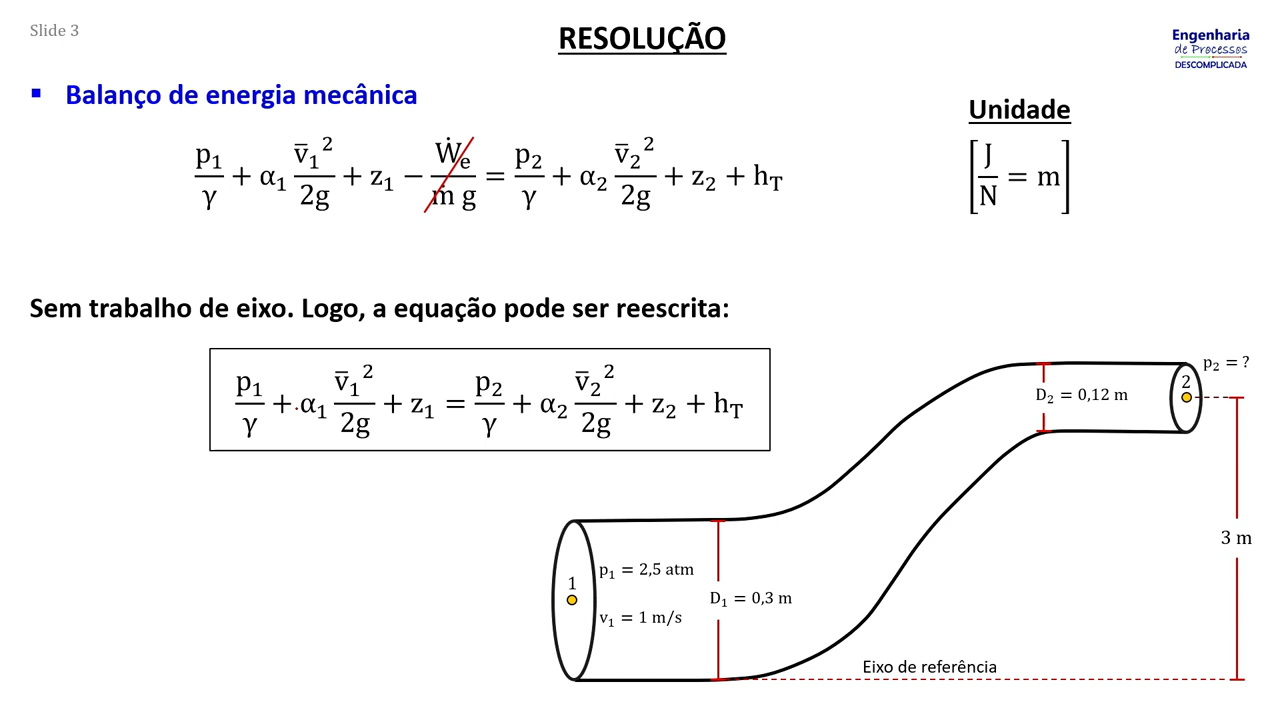 Slide 3
RESOLUÇÃO
Engenharia
de Processos
DESCOMPLICADA
▪ Balanço de energia mecânica
Unidade
p₁/γ + α₁ v̄₁²/2g + z₁ − Ẇₑ/ṁ g = p₂/γ + α₂ v̄₂²/2g + z₂ + h_T
[J/N = m]
Sem trabalho de eixo. Logo, a equação pode ser reescrita:
p₁/γ + α₁ v̄₁²/2g + z₁ = p₂/γ + α₂ v̄₂²/2g + z₂ + h_T
p₂ = ?
2
D₂ = 0,12 m
3 m
p₁ = 2,5 atm
1
D₁ = 0,3 m
v₁ = 1 m/s
Eixo de referência